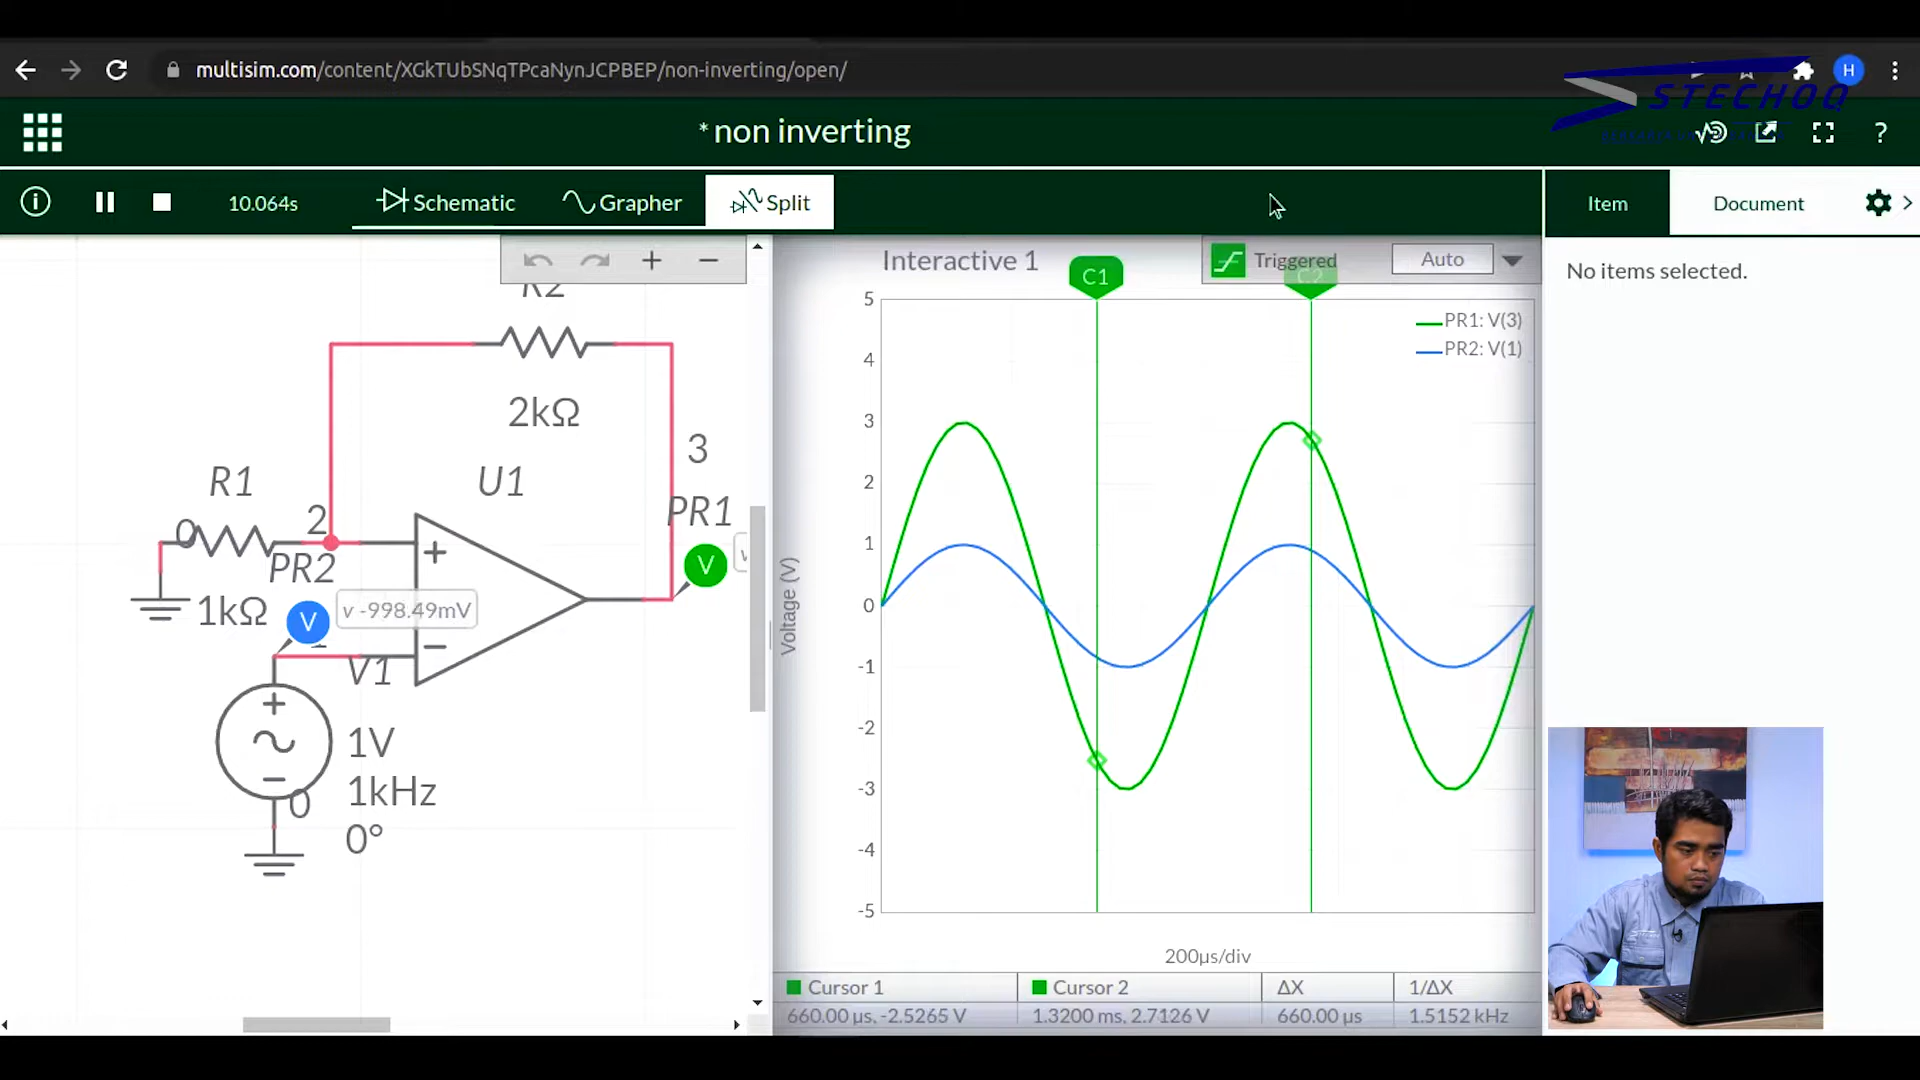 multisim.com/content/XGkTUbSNqTPcaNynJCPBEP/non-inverting/open/
H
STECHOQ
* non inverting
?
10.064s
Schematic
Grapher
Split
Item
Document
No items selected.
Interactive 1
Triggered
Auto
C1
C2
PR1: V(3)
PR2: V(1)
R2
2kΩ
3
R1
U1
0
2
PR1
V
PR2
1kΩ
V
v -998.49mV
V1
1V
1kHz
0
0°
5
4
3
2
1
0
-1
-2
-3
-4
-5
Voltage (V)
200µs/div
Cursor 1
Cursor 2
ΔX
1/ΔX
660.00 µs, -2.5265 V
1.3200 ms, 2.7126 V
660.00 µs
1.5152 kHz